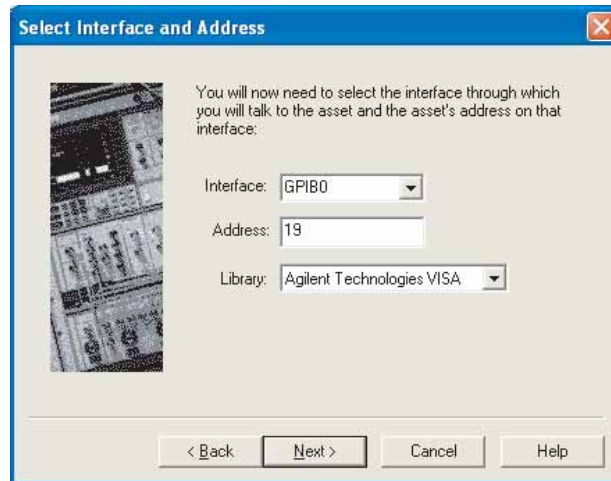 Select Interface and Address
You will now need to select the interface through which
you will talk to the asset and the asset's address on that
interface:
Interface: GPIB0
Address: 19
Library: Agilent Technologies VISA
< Back Next > Cancel Help